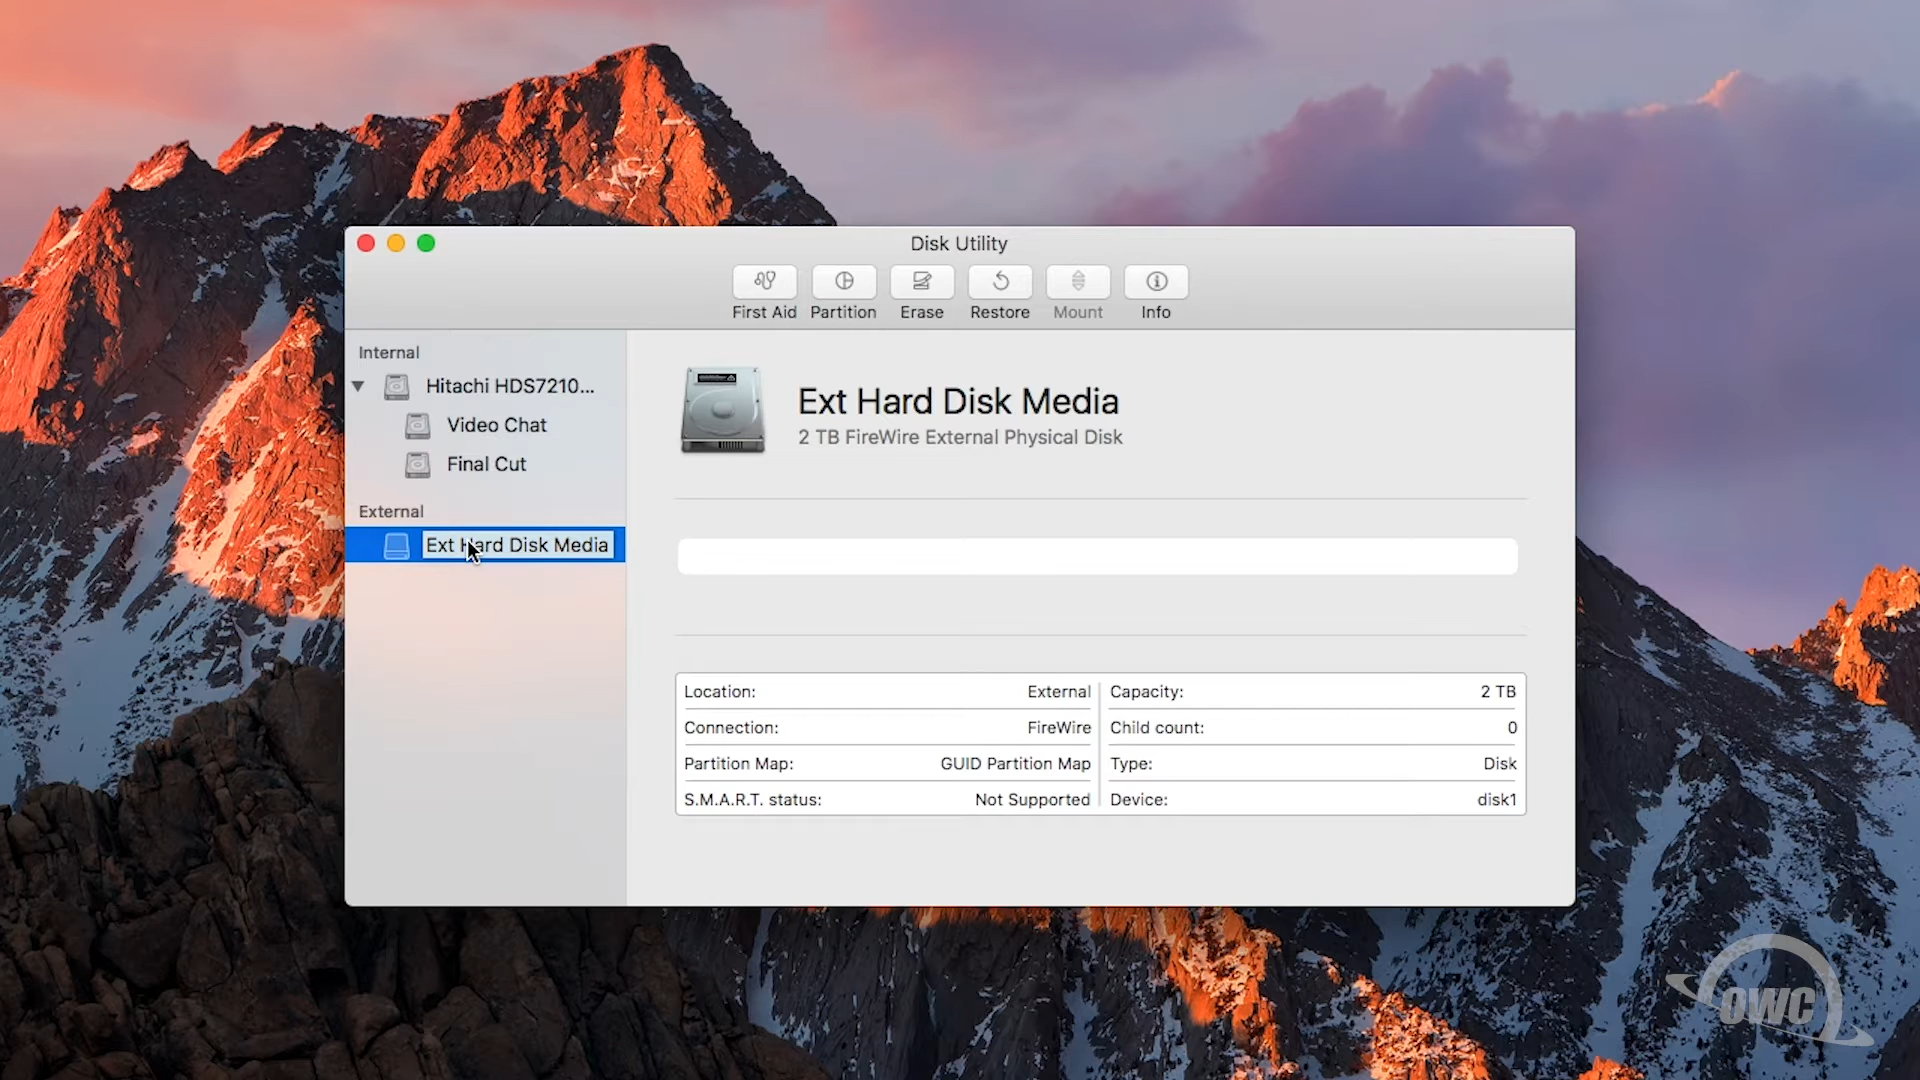 Disk Utility
First Aid
Partition
Erase
Restore
Mount
Info
Internal
Hitachi HDS7210...
Video Chat
Final Cut
External
Ext Hard Disk Media
Ext Hard Disk Media
2 TB FireWire External Physical Disk
Location: External
Capacity: 2 TB
Connection: FireWire
Child count: 0
Partition Map: GUID Partition Map
Type: Disk
S.M.A.R.T. status: Not Supported
Device: disk1
OWC